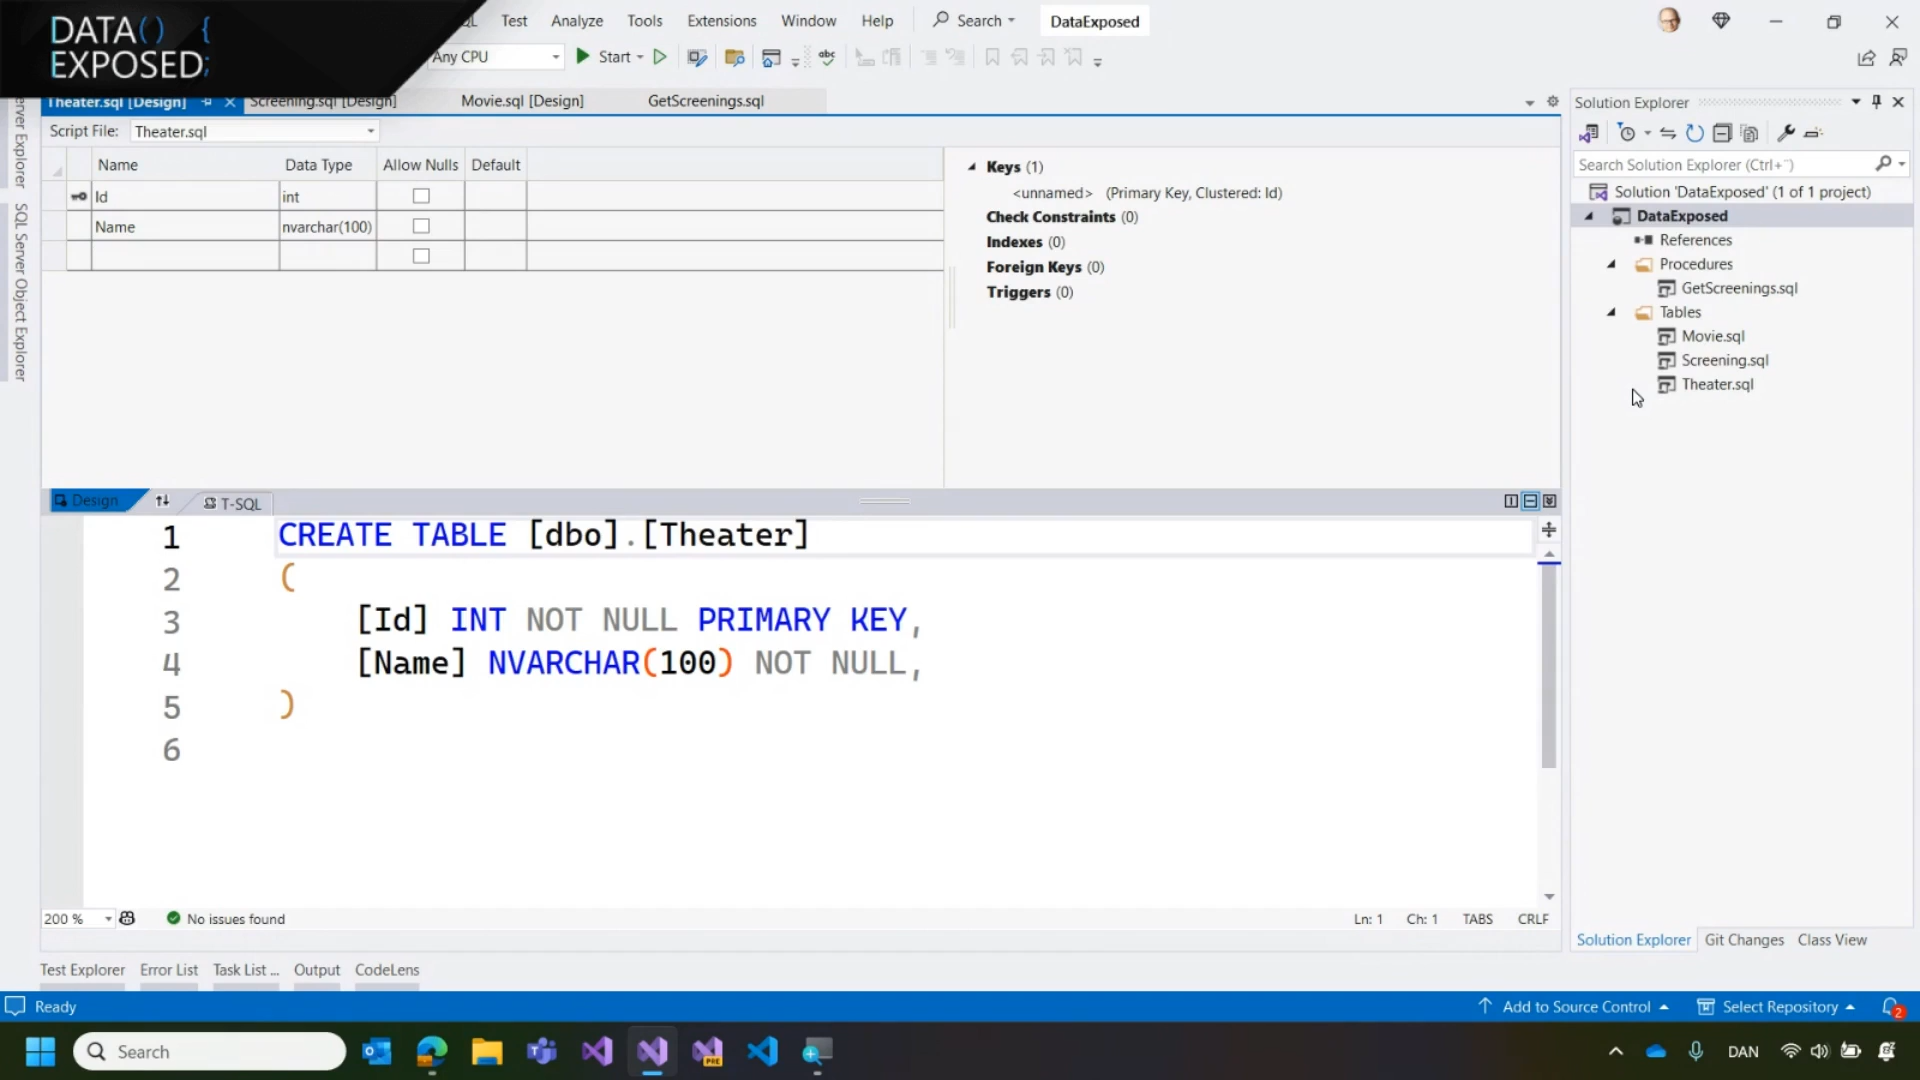 DATA() {
EXPOSED;
QL Test Analyze Tools Extensions Window Help Search DataExposed
Any CPU Start abc
Theater.sql [Design] Screening.sql [Design] Movie.sql [Design] GetScreenings.sql
Script File: Theater.sql
Name Data Type Allow Nulls Default
Id int
Name nvarchar(100)
Keys (1)
<unnamed> (Primary Key, Clustered: Id)
Check Constraints (0)
Indexes (0)
Foreign Keys (0)
Triggers (0)
Design T-SQL
1 CREATE TABLE [dbo].[Theater]
2 (
3 [Id] INT NOT NULL PRIMARY KEY,
4 [Name] NVARCHAR(100) NOT NULL,
5 )
6
200 % No issues found Ln: 1 Ch: 1 TABS CRLF
Solution Explorer
Search Solution Explorer (Ctrl+¨)
Solution 'DataExposed' (1 of 1 project)
DataExposed
References
Procedures
GetScreenings.sql
Tables
Movie.sql
Screening.sql
Theater.sql
Solution Explorer Git Changes Class View
erver Explorer
SQL Server Object Explorer
Test Explorer Error List Task List ... Output CodeLens
Ready Add to Source Control Select Repository 2
Search PRE DAN